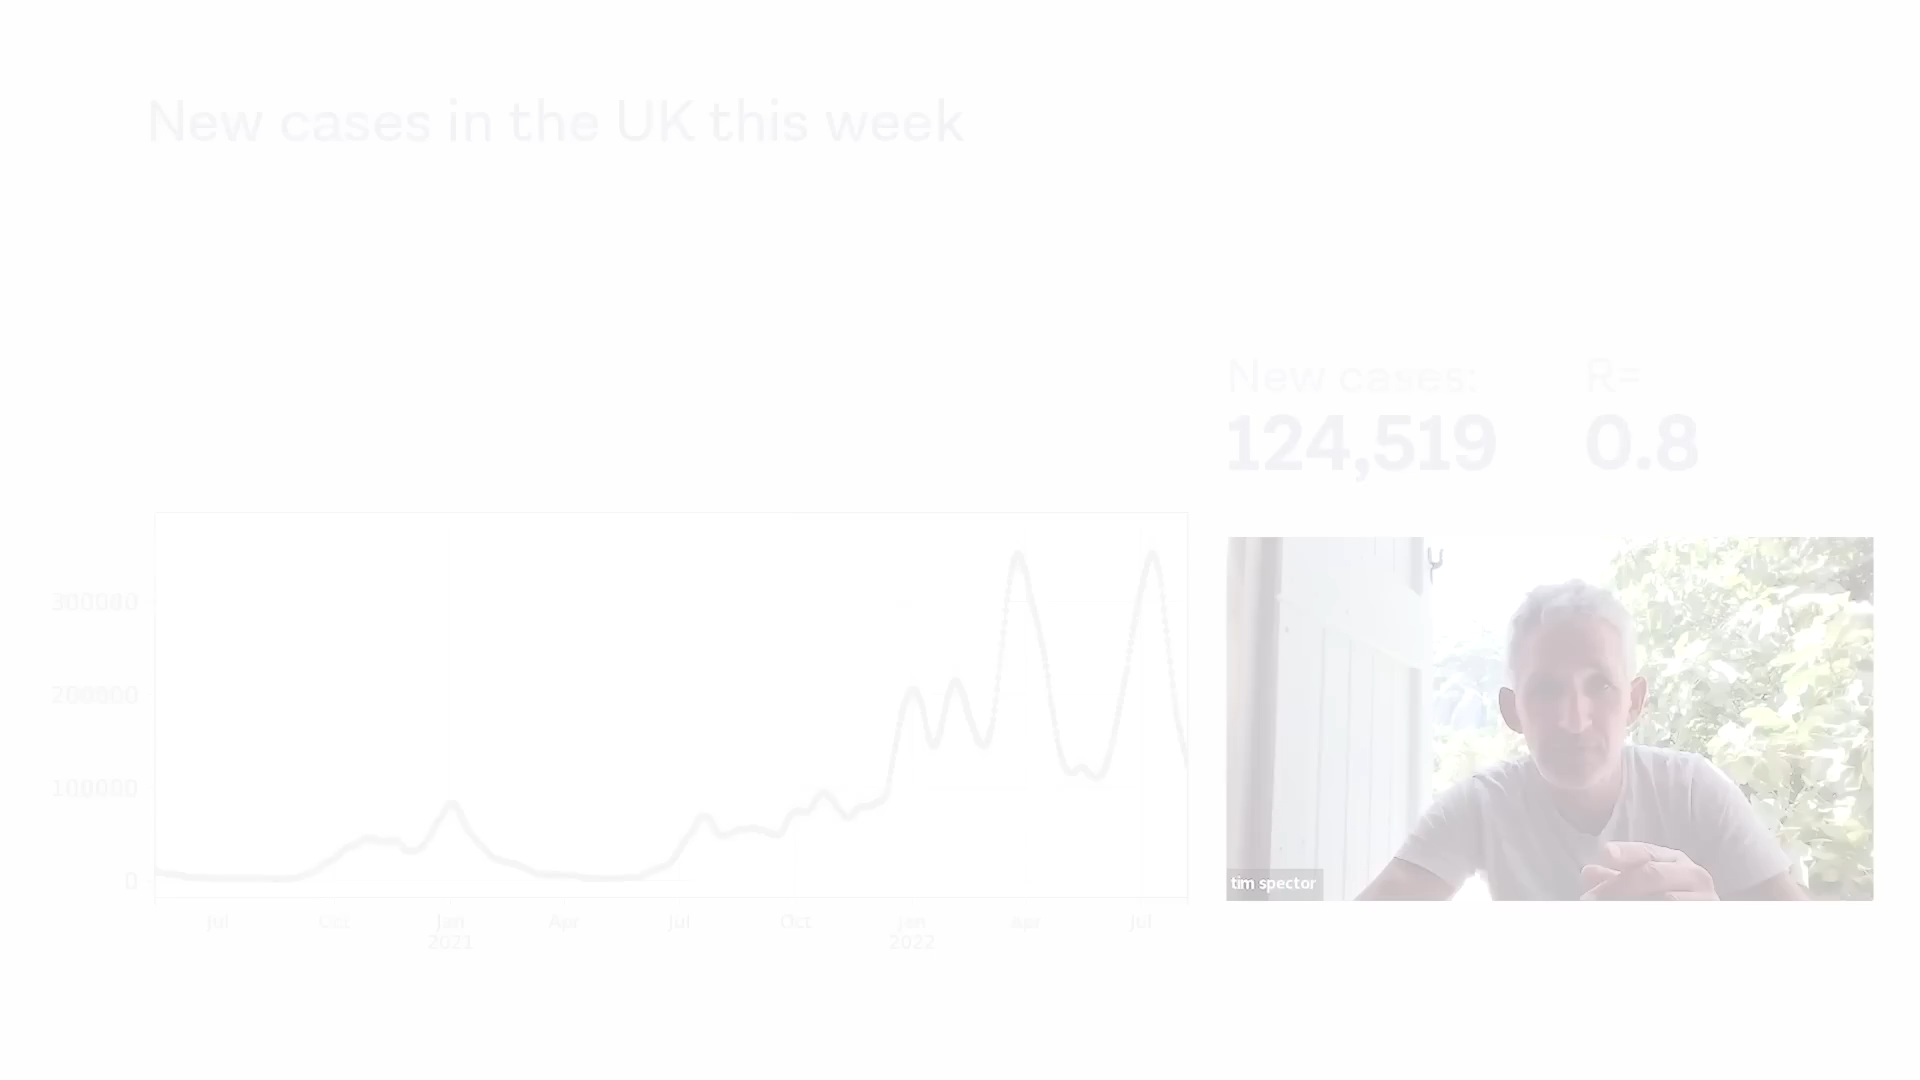 New cases in the UK this week
New cases:
124,519
R=
0.8
300000
200000
100000
0
Jul
Oct
Jan
2021
Apr
Jul
Oct
Jan
2022
Apr
Jul
tim spector